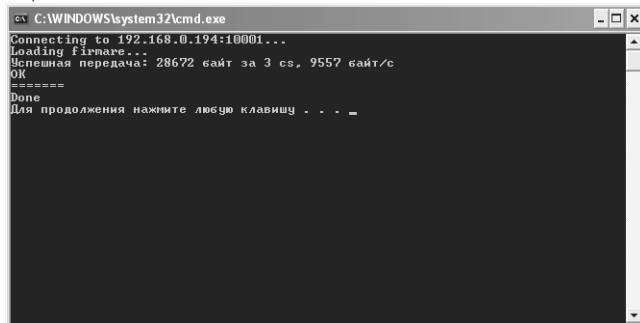 C:\WINDOWS\system32\cmd.exe
Connecting to 192.168.0.194:10001...
Loading firmare...
Успешная передача: 28672 байт за 3 cs, 9557 байт/с
OK
=======
Done
Для продолжения нажмите любую клавишу . . . _